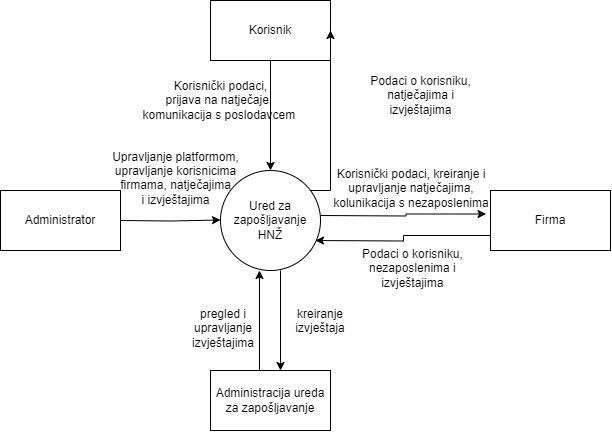 Korisnik
Korisnički podaci,
prijava na natječaje
komunikacija s poslodavcem
Podaci o korisniku,
natječajima i
izvještajima
Upravljanje platformom,
upravljanje korisnicima
firmama, natječajima
i izvještajima
Korisnički podaci, kreiranje i
upravljanje natječajima,
kolunikacija s nezaposlenima
Administrator
Ured za
zapošljavanje
HNŽ
Firma
Podaci o korisniku,
nezaposlenima i
izvještajima
pregled i
upravljanje
izvještajima
kreiranje
izvještaja
Administracija ureda
za zapošljavanje